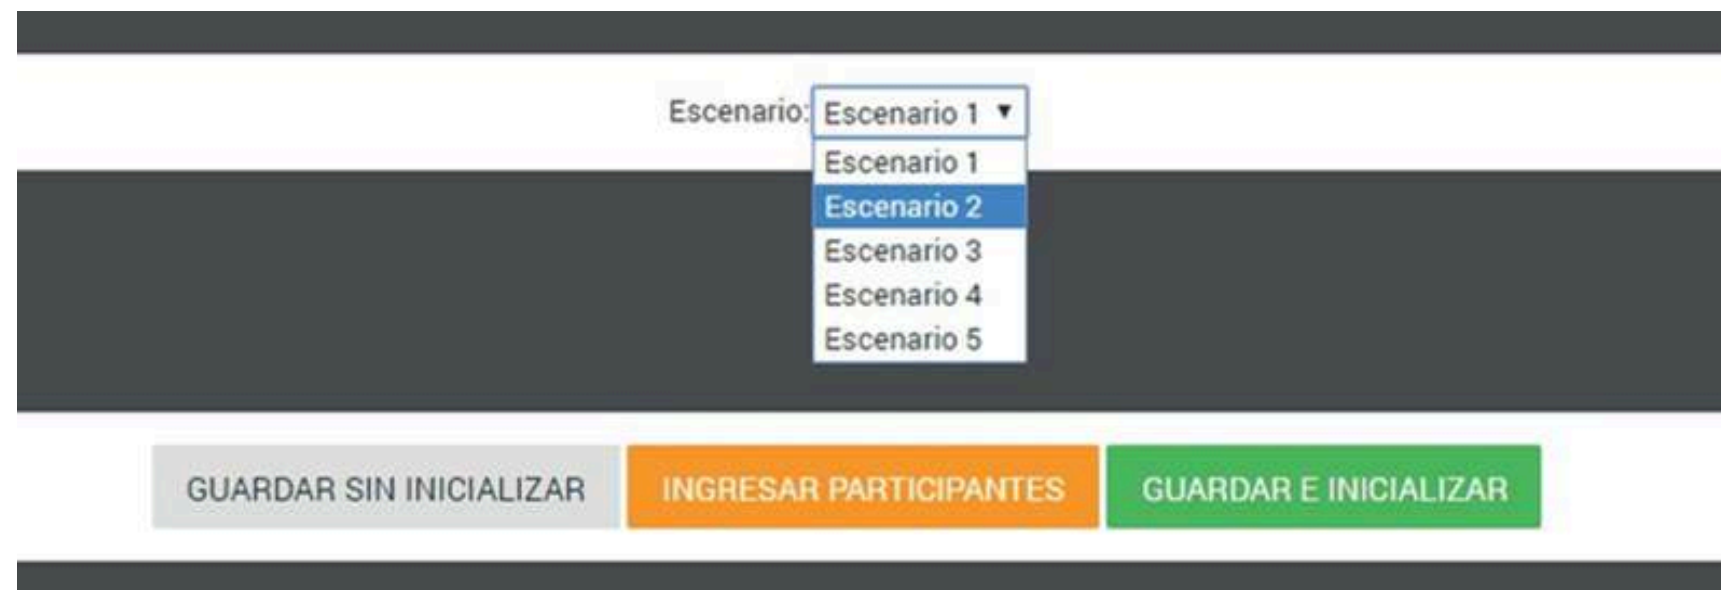 Escenario: Escenario 1 ▼
Escenario 1
Escenario 2
Escenario 3
Escenario 4
Escenario 5
GUARDAR SIN INICIALIZAR INGRESAR PARTICIPANTES GUARDAR E INICIALIZAR